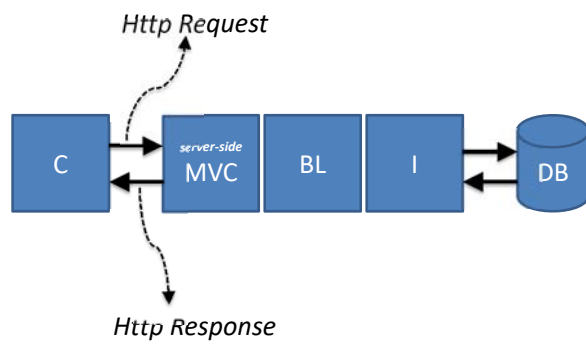 Http Request
C
server-side
MVC
BL
I
DB
Http Response